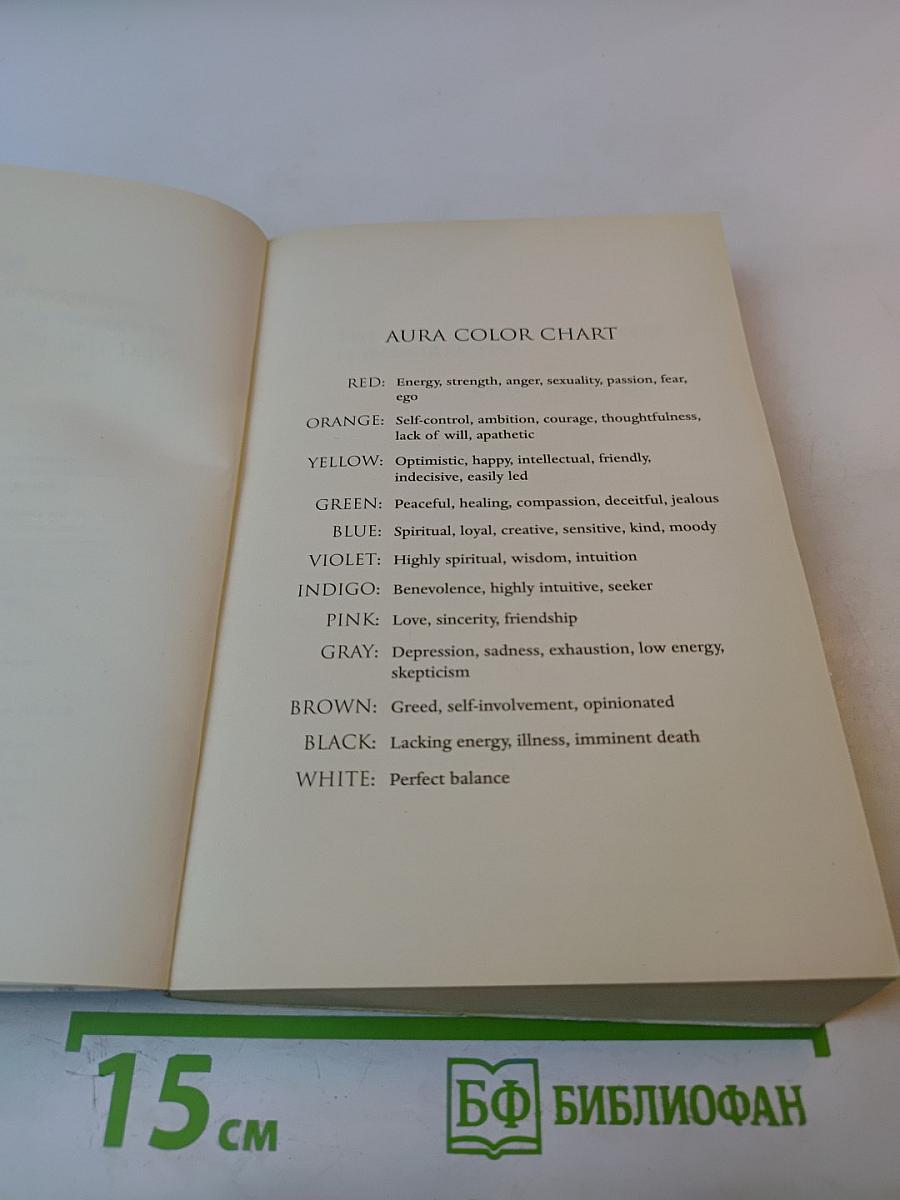 AURA COLOR CHART
RED: Energy, strength, anger, sexuality, passion, fear,
ego
ORANGE: Self-control, ambition, courage, thoughtfulness,
lack of will, apathetic
YELLOW: Optimistic, happy, intellectual, friendly,
indecisive, easily led
GREEN: Peaceful, healing, compassion, deceitful, jealous
BLUE: Spiritual, loyal, creative, sensitive, kind, moody
VIOLET: Highly spiritual, wisdom, intuition
INDIGO: Benevolence, highly intuitive, seeker
PINK: Love, sincerity, friendship
GRAY: Depression, sadness, exhaustion, low energy,
skepticism
BROWN: Greed, self-involvement, opinionated
BLACK: Lacking energy, illness, imminent death
WHITE: Perfect balance
15 см
БФ БИБЛИОФАН